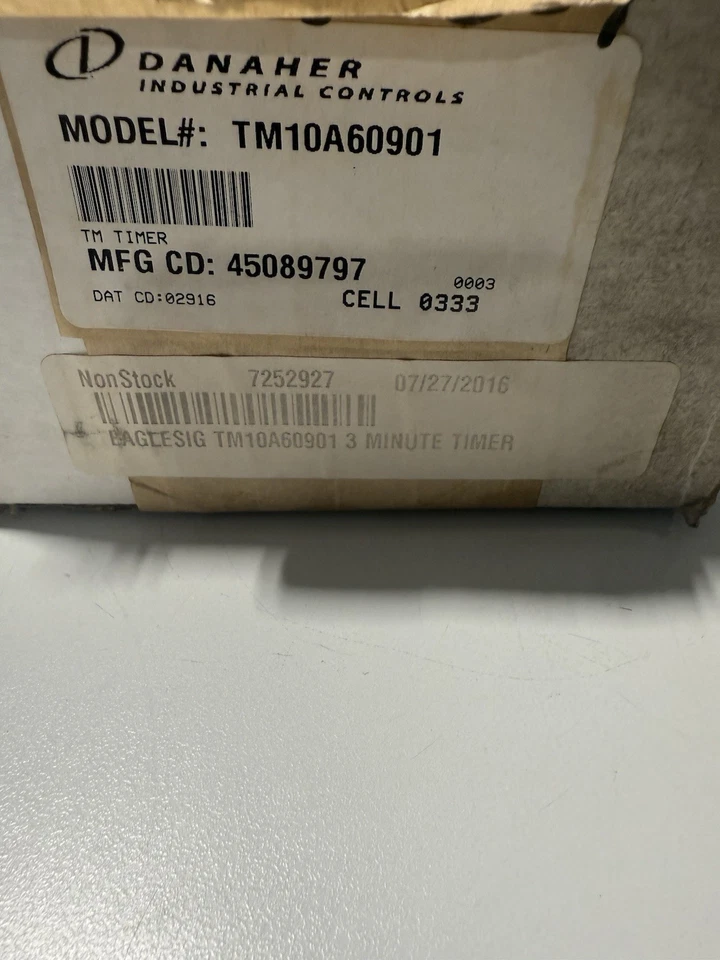 DANAHER
INDUSTRIAL CONTROLS
MODEL#: TM10A60901
TM TIMER
MFG CD: 45089797
0003
DAT CD:02916 CELL 0333
NonStock 7252927 07/27/2016
EAGLESIG TM10A60901 3 MINUTE TIMER